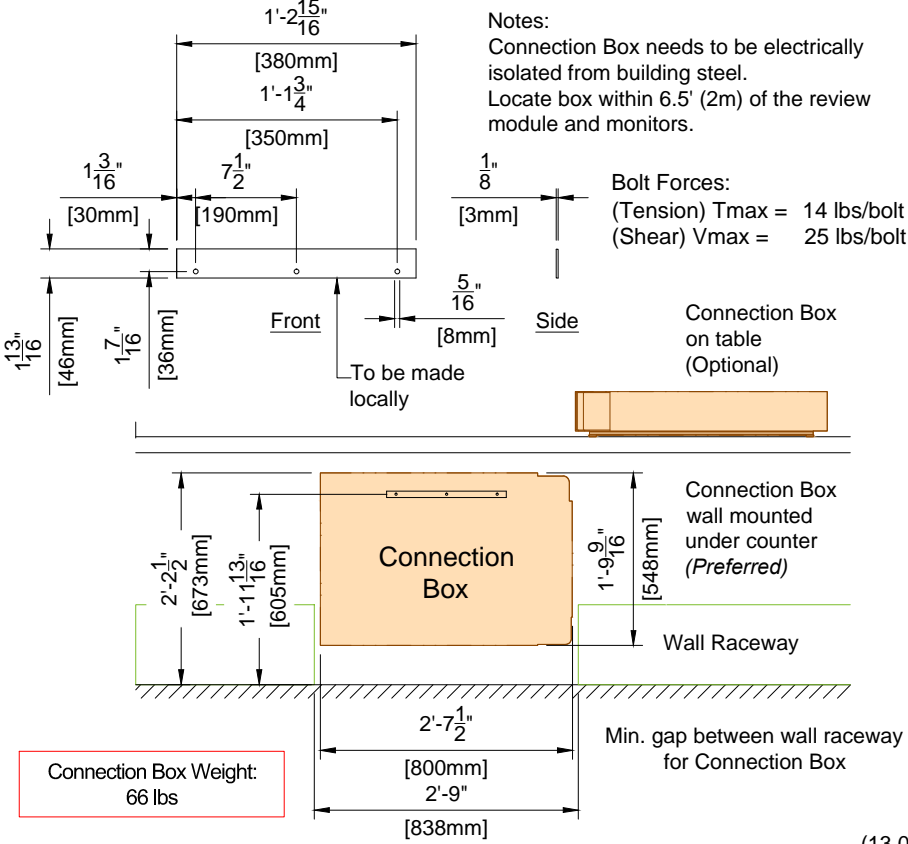 1'-2 15/16"
[380mm]
1'-1 3/4"
[350mm]
1 3/16"
[30mm]
7 1/2"
[190mm]
1/8"
[3mm]
Notes:
Connection Box needs to be electrically
isolated from building steel.
Locate box within 6.5' (2m) of the review
module and monitors.
Bolt Forces:
(Tension) Tmax = 14 lbs/bolt
(Shear) Vmax = 25 lbs/bolt
1 13/16"
[46mm]
1 7/16"
[36mm]
Front
5/16"
[8mm]
Side
To be made
locally
Connection Box
on table
(Optional)
2'-2 1/2"
[673mm]
1'-11 13/16"
[605mm]
Connection
Box
1'-9 9/16"
[548mm]
Connection Box
wall mounted
under counter
(Preferred)
Wall Raceway
2'-7 1/2"
[800mm]
2'-9"
[838mm]
Min. gap between wall raceway
for Connection Box
Connection Box Weight:
66 lbs